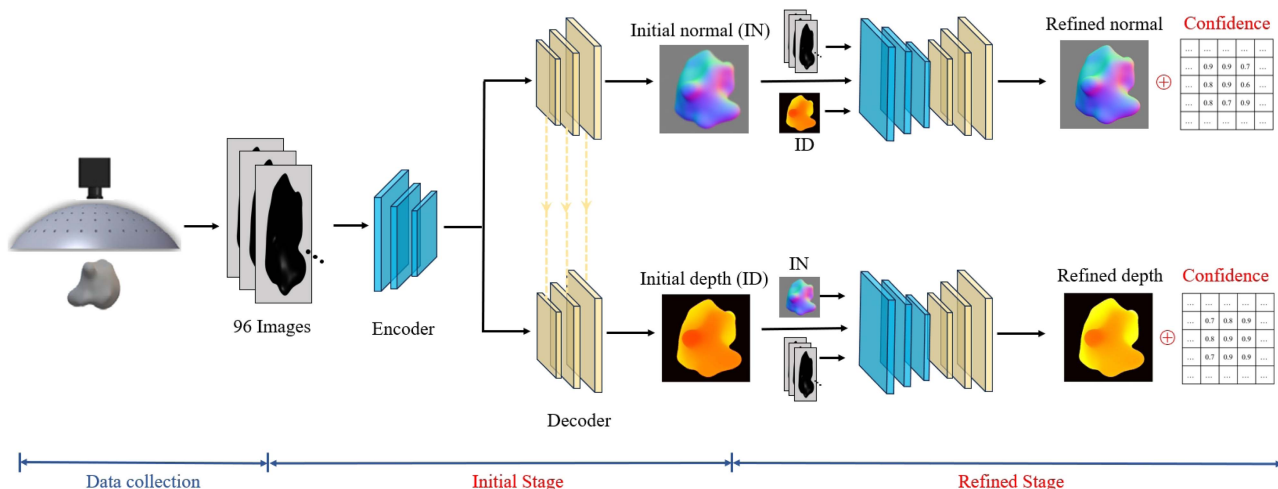 Initial normal (IN)
Refined normal
Confidence
... ... ... ... ...
... 0.9 0.9 0.7 ...
... 0.8 0.9 0.6 ...
... 0.8 0.7 0.9 ...
... ... ... ... ...
ID
96 Images
Encoder
Initial depth (ID)
IN
Refined depth
Confidence
... ... ... ... ...
... 0.7 0.8 0.9 ...
... 0.8 0.9 0.9 ...
... 0.7 0.9 0.9 ...
... ... ... ... ...
Decoder
Data collection
Initial Stage
Refined Stage